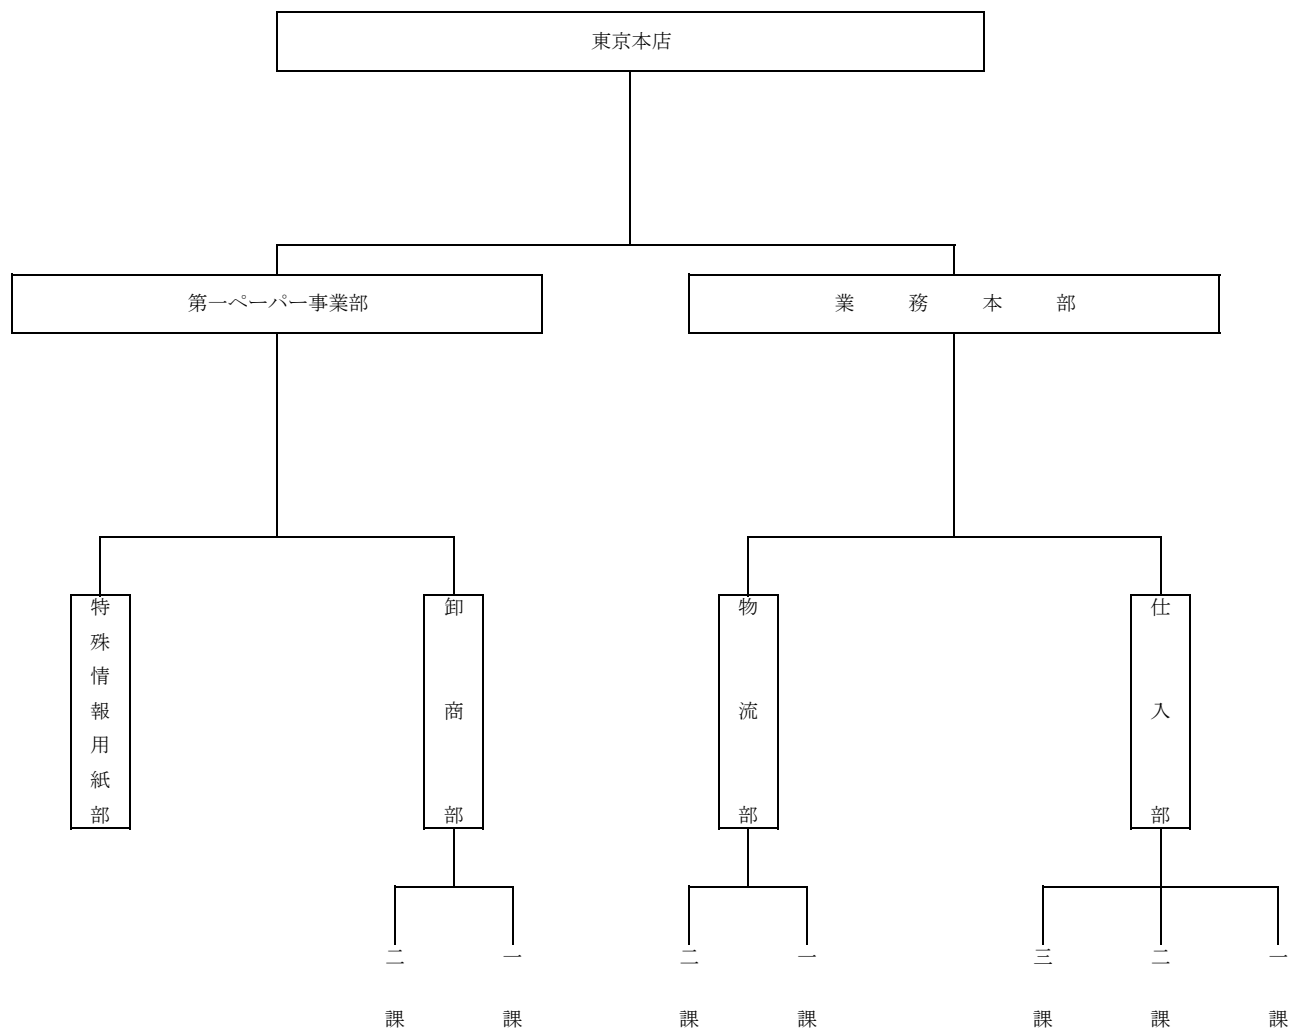 東京本店
第一ペーパー事業部
業務本部
特殊情報用紙部
卸商部
物流部
仕入部
二課
一課
二課
一課
三課
二課
一課